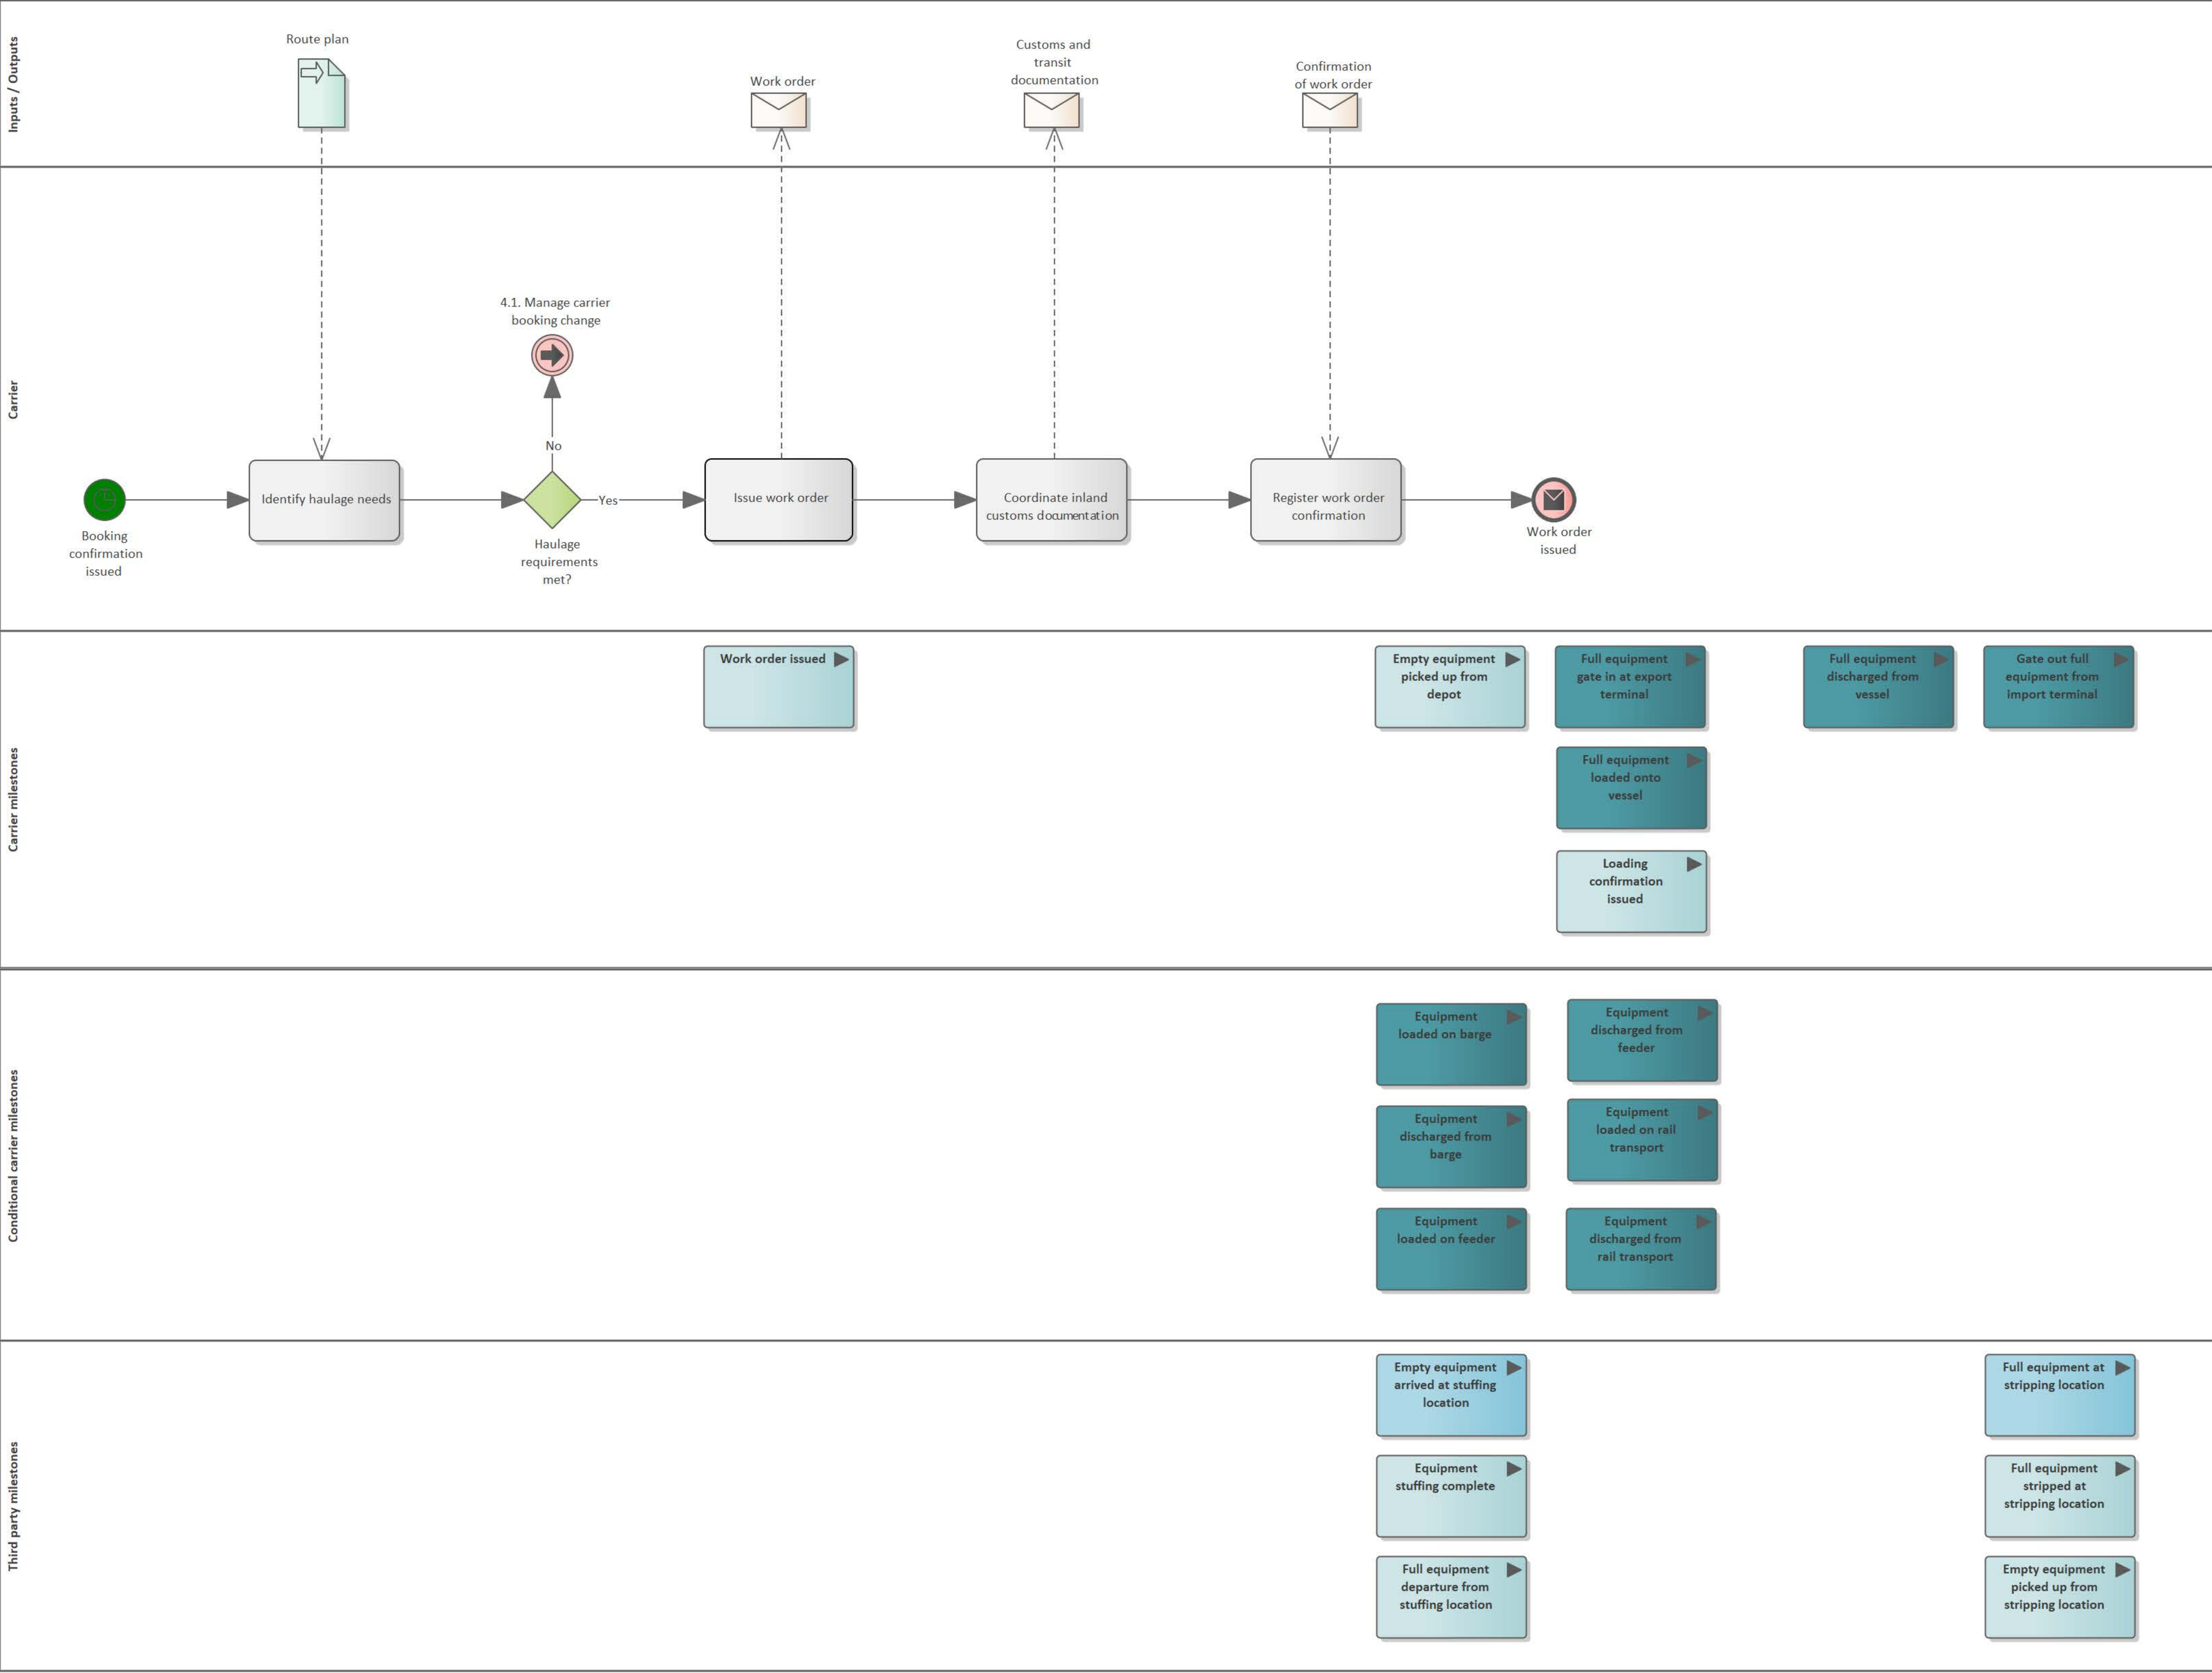 Inputs / Outputs
Route plan
Work order
Customs and
transit
documentation
Confirmation
of work order
Carrier
4.1. Manage carrier
booking change
No
Booking
confirmation
issued
Identify haulage needs
Haulage
requirements
met?
Yes
Issue work order
Coordinate inland
customs documentation
Register work order
confirmation
Work order
issued
Carrier milestones
Work order issued
Empty equipment
picked up from
depot
Full equipment
gate in at export
terminal
Full equipment
discharged from
vessel
Gate out full
equipment from
import terminal
Full equipment
loaded onto
vessel
Loading
confirmation
issued
Conditional carrier milestones
Equipment
loaded on barge
Equipment
discharged from
feeder
Equipment
discharged from
barge
Equipment
loaded on rail
transport
Equipment
loaded on feeder
Equipment
discharged from
rail transport
Third party milestones
Empty equipment
arrived at stuffing
location
Full equipment at
stripping location
Equipment
stuffing complete
Full equipment
stripped at
stripping location
Full equipment
departure from
stuffing location
Empty equipment
picked up from
stripping location